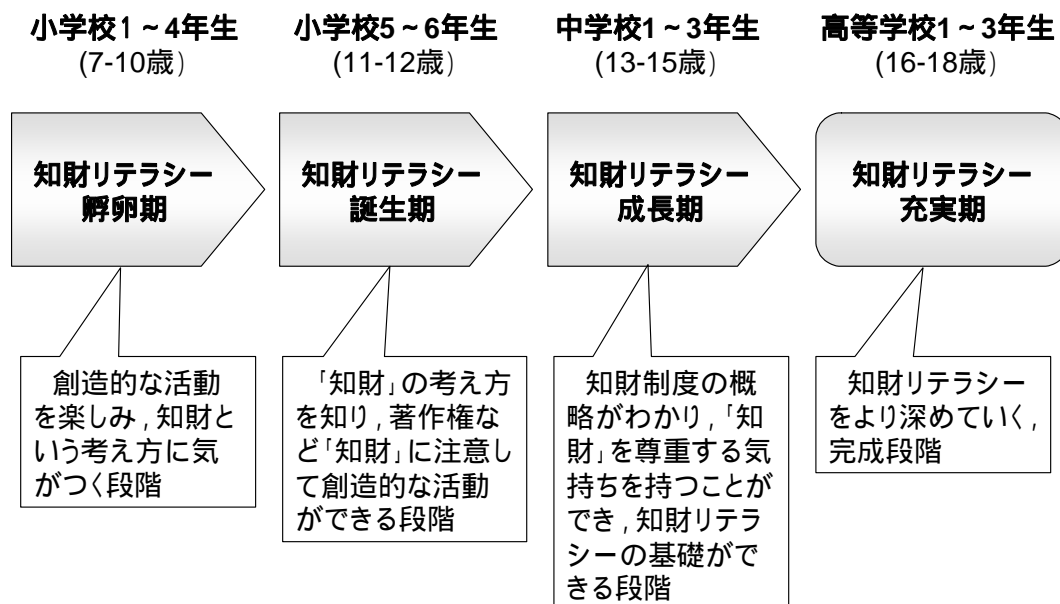 小学校1~4年生
(7-10歳)
小学校5~6年生
(11-12歳)
中学校1~3年生
(13-15歳)
高等学校1~3年生
(16-18歳)
知財リテラシー
孵卵期
知財リテラシー
誕生期
知財リテラシー
成長期
知財リテラシー
充実期
創造的な活動
を楽しみ,知財と
いう考え方に気
がつく段階
「知財」の考え方
を知り,著作権な
ど「知財」に注意し
て創造的な活動
ができる段階
知財制度の概
略がわかり,「知
財」を尊重する気
持ちを持つことが
でき,知財リテラ
シーの基礎がで
きる段階
知財リテラシー
をより深めていく,
完成段階